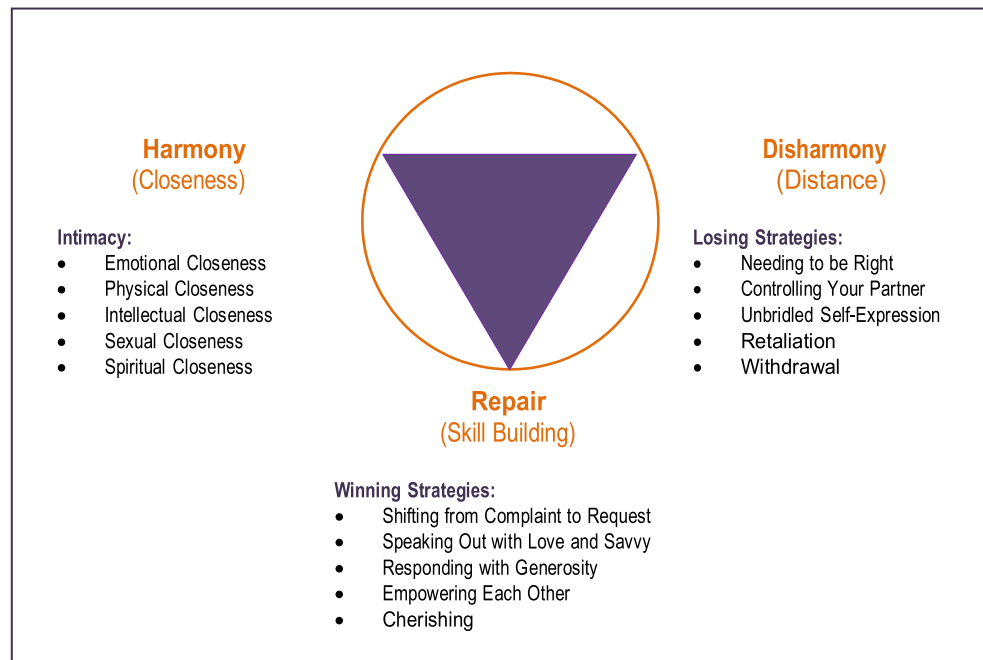 Harmony
(Closeness)
Intimacy:
• Emotional Closeness
• Physical Closeness
• Intellectual Closeness
• Sexual Closeness
• Spiritual Closeness
Disharmony
(Distance)
Losing Strategies:
• Needing to be Right
• Controlling Your Partner
• Unbridled Self-Expression
• Retaliation
• Withdrawal
Repair
(Skill Building)
Winning Strategies:
• Shifting from Complaint to Request
• Speaking Out with Love and Savvy
• Responding with Generosity
• Empowering Each Other
• Cherishing